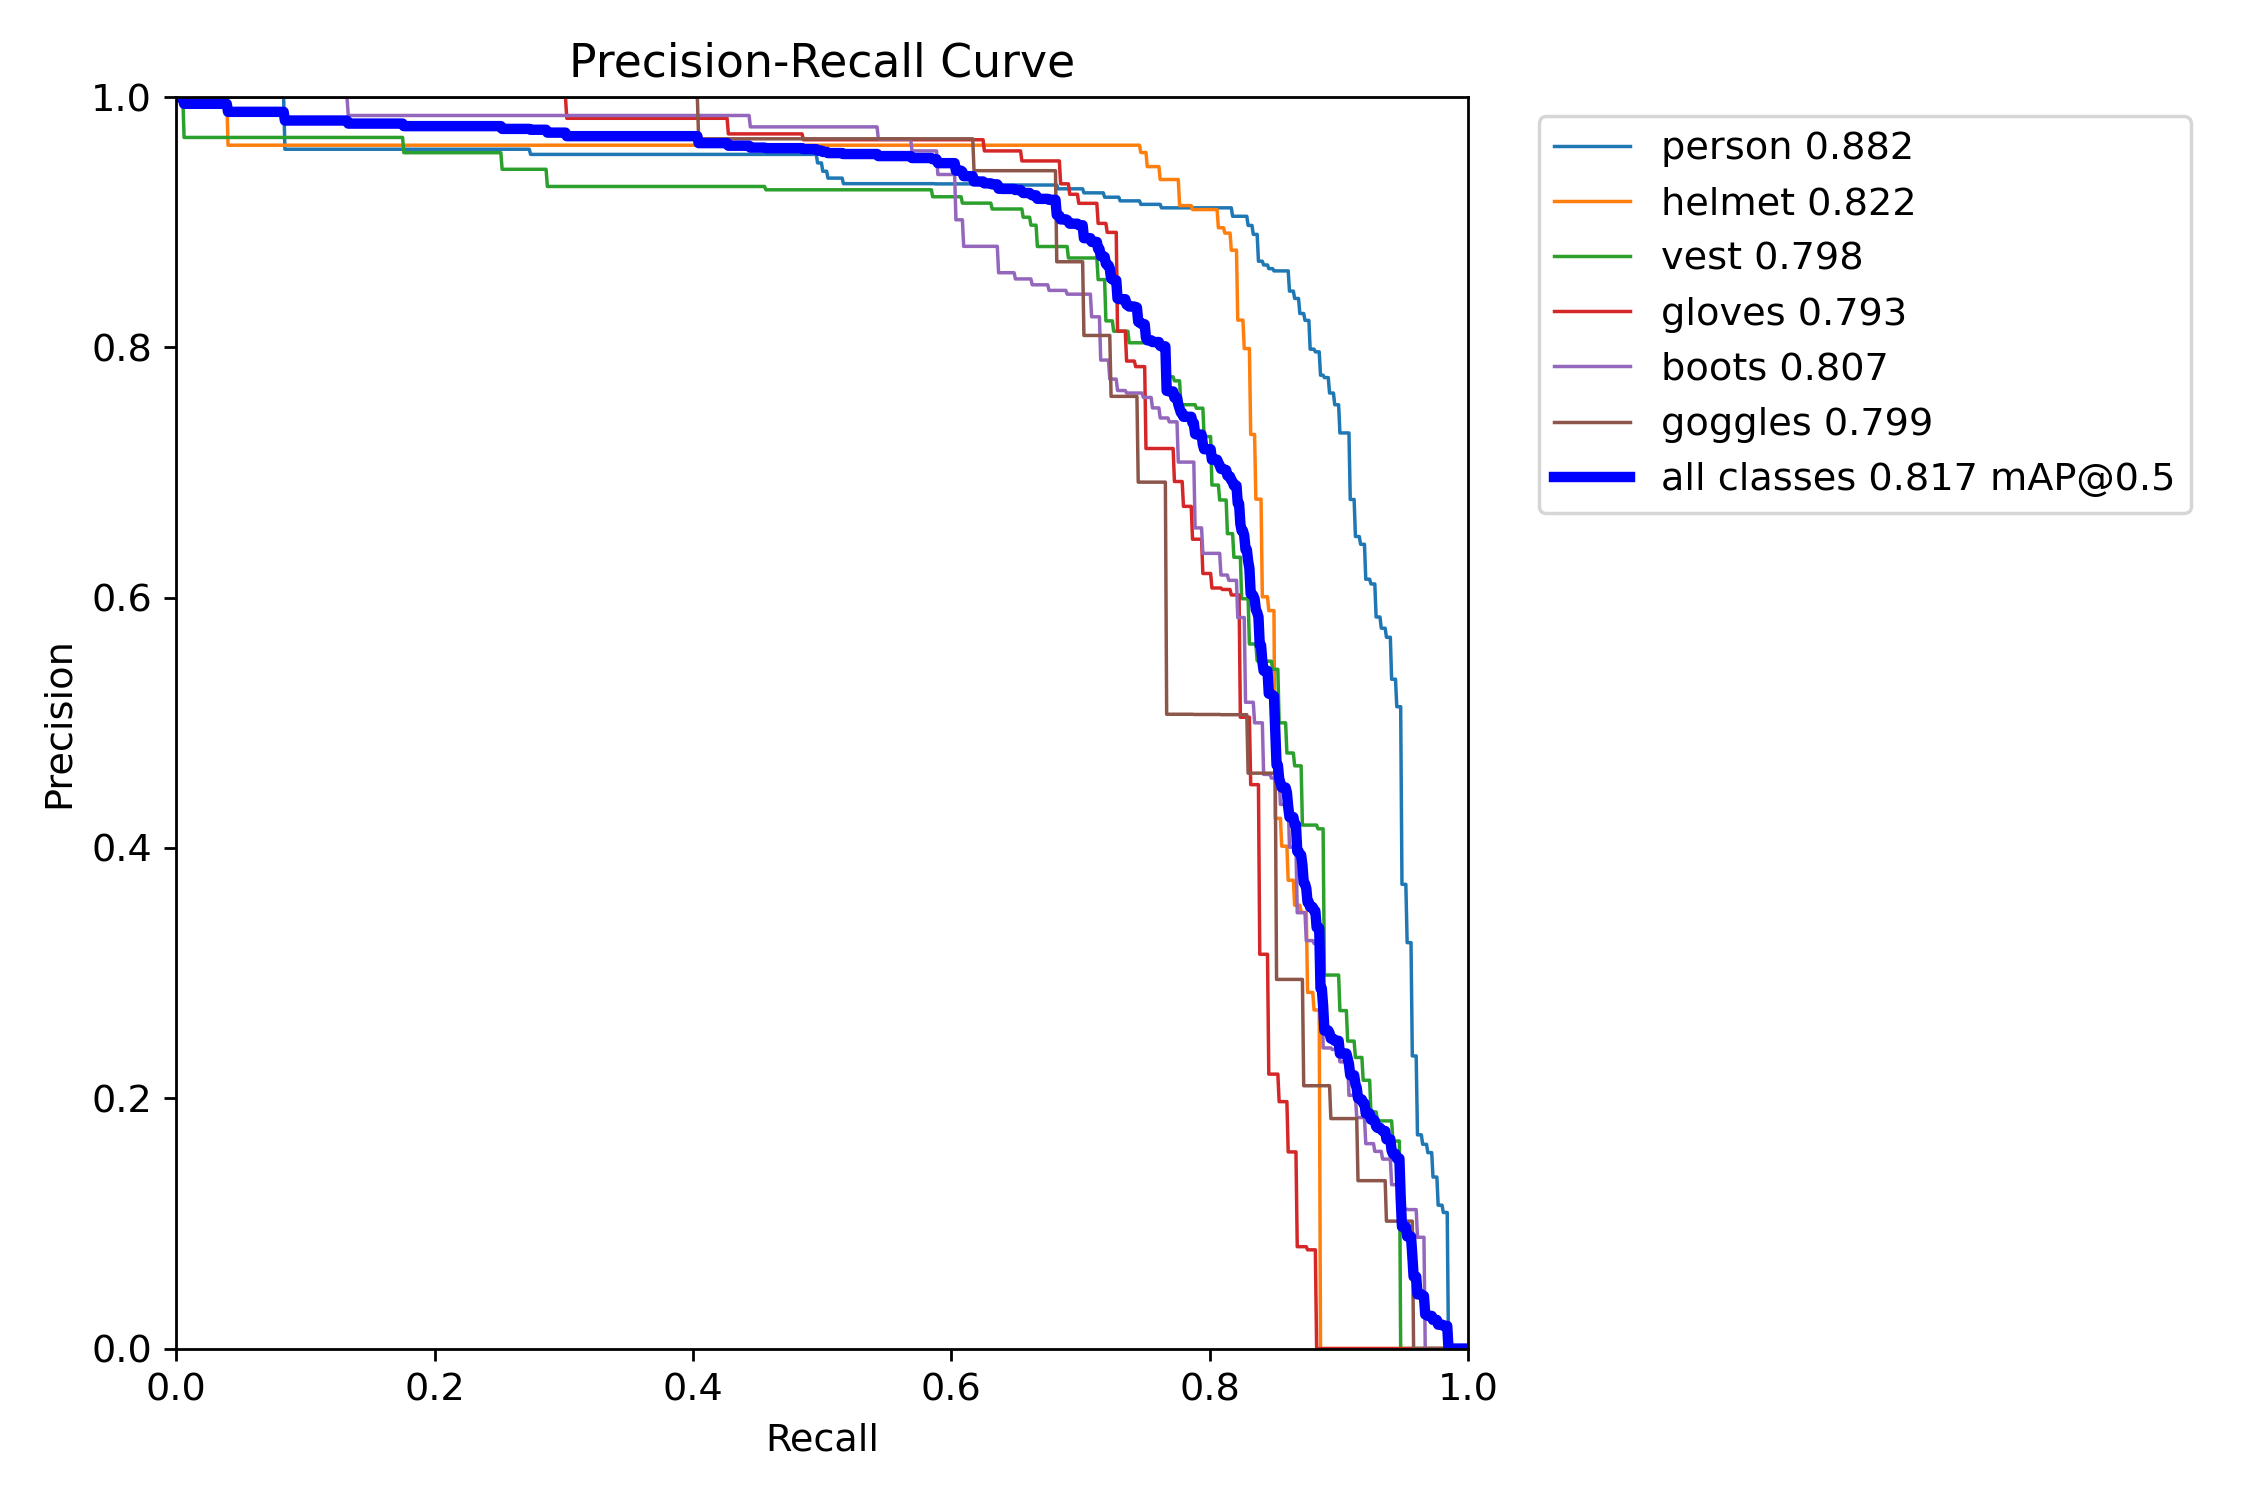 Precision-Recall Curve
1.0
0.8
0.6
0.4
0.2
0.0
Precision
0.0 0.2 0.4 0.6 0.8 1.0
Recall
person 0.882
helmet 0.822
vest 0.798
gloves 0.793
boots 0.807
goggles 0.799
all classes 0.817 mAP@0.5